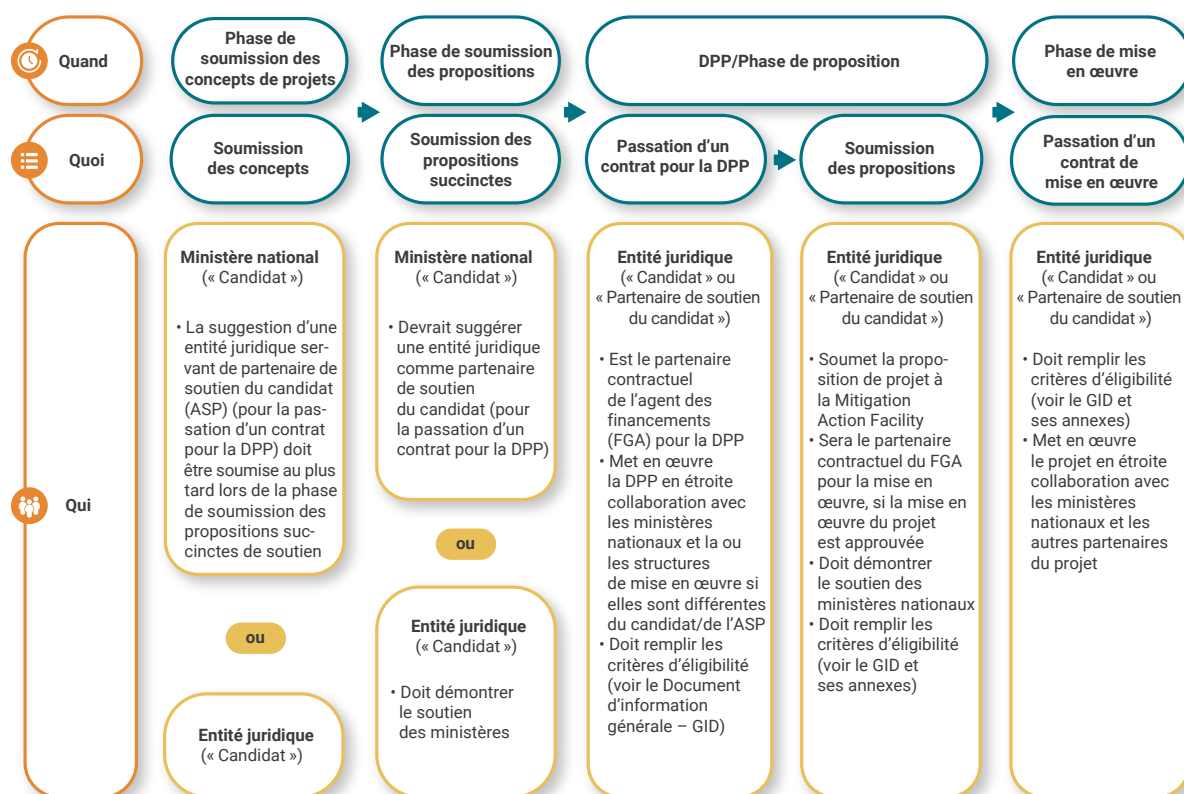 Quand
Phase de
soumission des
concepts de projets
Phase de soumission
des propositions
DPP/Phase de proposition
Phase de mise
en œuvre
Quoi
Soumission
des concepts
Soumission des
propositions
succinctes
Passation d'un
contrat pour la DPP
Soumission
des propositions
Passation d'un
contrat de
mise en œuvre
Qui
Ministère national
(« Candidat »)
• La suggestion d'une
entité juridique ser-
vant de partenaire de
soutien du candidat
(ASP) (pour la pas-
sation d'un contrat
pour la DPP) doit
être soumise au plus
tard lors de la phase
de soumission des
propositions suc-
cinctes de soutien
ou
Entité juridique
(« Candidat »)
Ministère national
(« Candidat »)
• Devrait suggérer
une entité juridique
comme partenaire
de soutien
du candidat (pour
la passation d'un
contrat pour la DPP)
ou
Entité juridique
(« Candidat »)
• Doit démontrer
le soutien
des ministères
Entité juridique
(« Candidat » ou
« Partenaire de soutien
du candidat »)
• Est le partenaire
contractuel
de l'agent des
financements
(FGA) pour la DPP
• Met en œuvre
la DPP en étroite
collaboration avec
les ministères
nationaux et la ou
les structures
de mise en œuvre si
elles sont différentes
du candidat/de l'ASP
• Doit remplir les
critères d'éligibilité
(voir le Document
d'information
générale – GID)
Entité juridique
(« Candidat » ou
« Partenaire de soutien
du candidat »)
• Soumet la propo-
sition de projet à
la Mitigation
Action Facility
• Sera le partenaire
contractuel du FGA
pour la mise en
œuvre, si la mise en
œuvre du projet
est approuvée
• Doit démontrer
le soutien des
ministères nationaux
• Doit remplir les
critères d'éligibilité
(voir le GID et
ses annexes)
Entité juridique
(« Candidat » ou
« Partenaire de soutien
du candidat »)
• Doit remplir les
critères d'éligibilité
(voir le GID et
ses annexes)
• Met en œuvre
le projet en étroite
collaboration avec
les ministères
nationaux et les
autres partenaires
du projet